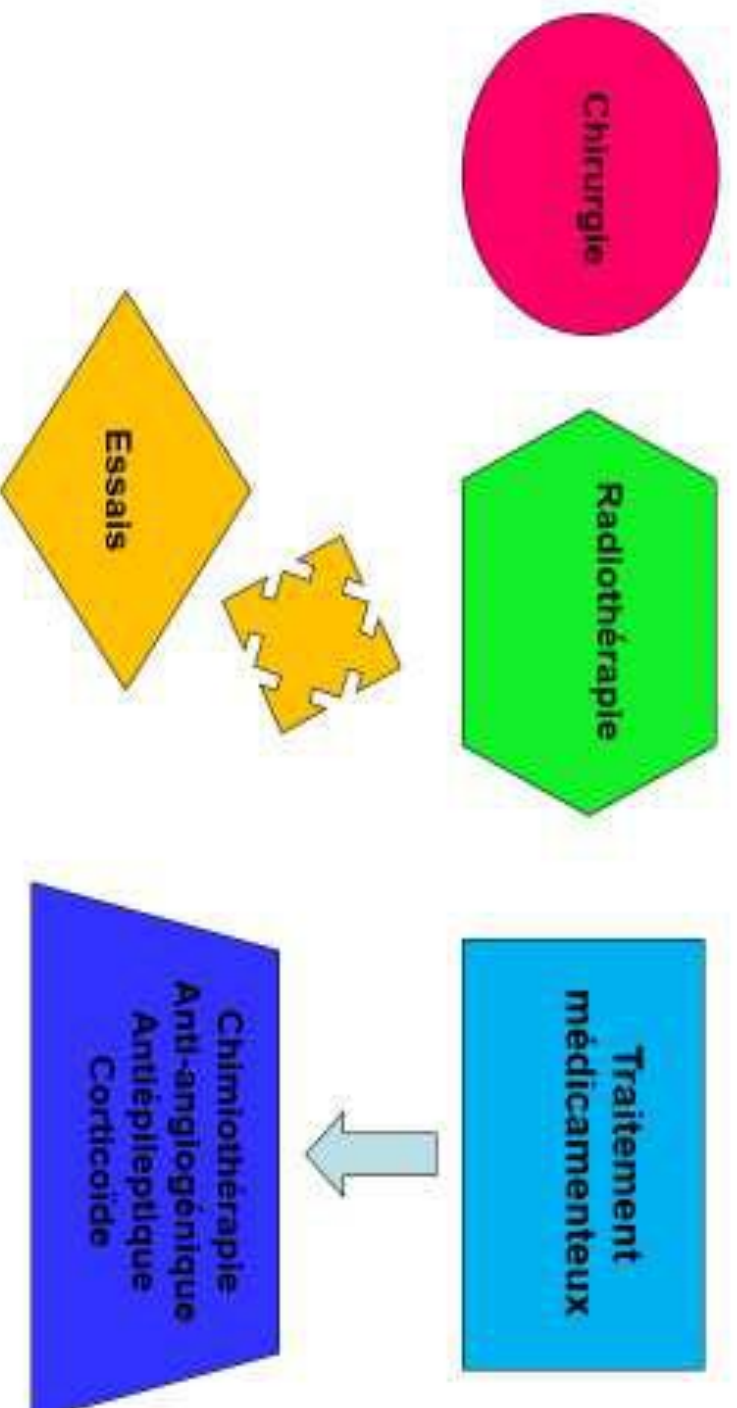 Chirurgie
Radiothérapie
Traitement
médicamenteux
Essais
Chimiothérapie
Anti-angiogénique
Antiépileptique
Corticoïde